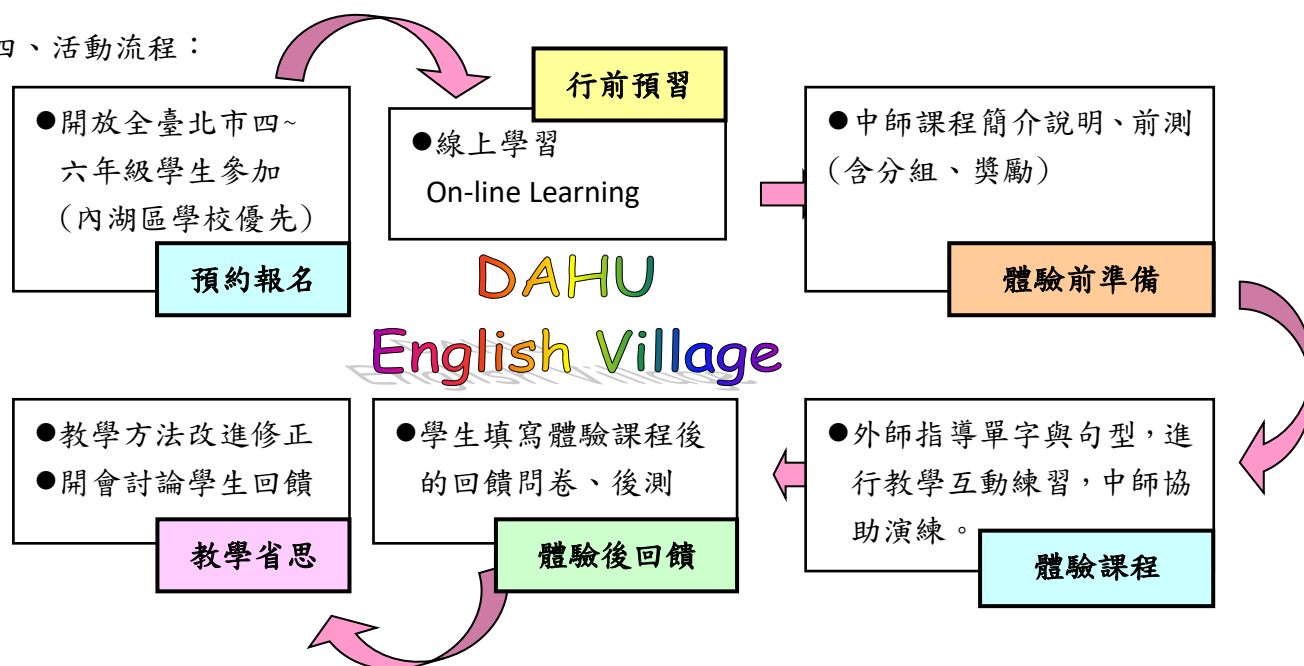 四、活動流程：
●開放全臺北市四~
六年級學生參加
（內湖區學校優先）
預約報名
行前預習
●線上學習
On-line Learning
●中師課程簡介說明、前測
（含分組、獎勵）
體驗前準備
DAHU
English Village
●外師指導單字與句型，進
行教學互動練習，中師協
助演練。
體驗課程
●學生填寫體驗課程後
的回饋問卷、後測
體驗後回饋
●教學方法改進修正
●開會討論學生回饋
教學省思